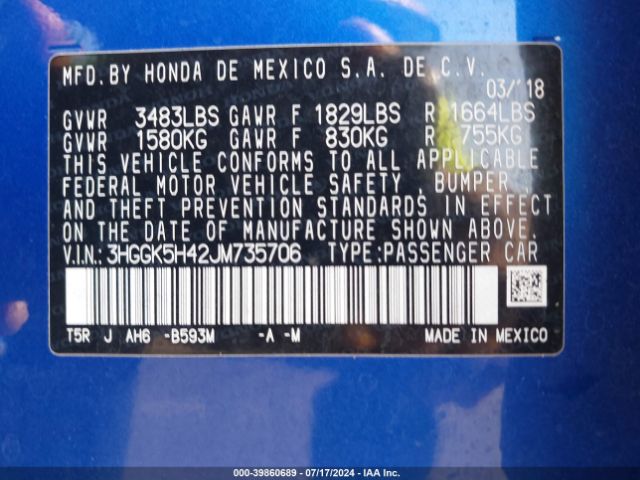 MFD. BY HONDA DE MEXICO S.A. DE C.V.
03/18
GVWR 3483LBS GAWR F 1829LBS R 1664LBS
GVWR 1580KG GAWR F 830KG R 755KG
THIS VEHICLE CONFORMS TO ALL APPLICABLE
FEDERAL MOTOR VEHICLE SAFETY, BUMPER,
AND THEFT PREVENTION STANDARDS IN EFFECT
ON THE DATE OF MANUFACTURE SHOWN ABOVE.
V.I.N.: 3HGGK5H42JM735706 TYPE: PASSENGER CAR
T5R J AH6 -B593M -A -M MADE IN MEXICO
000-39860689 / 07/17/2024 - IAAI.COM